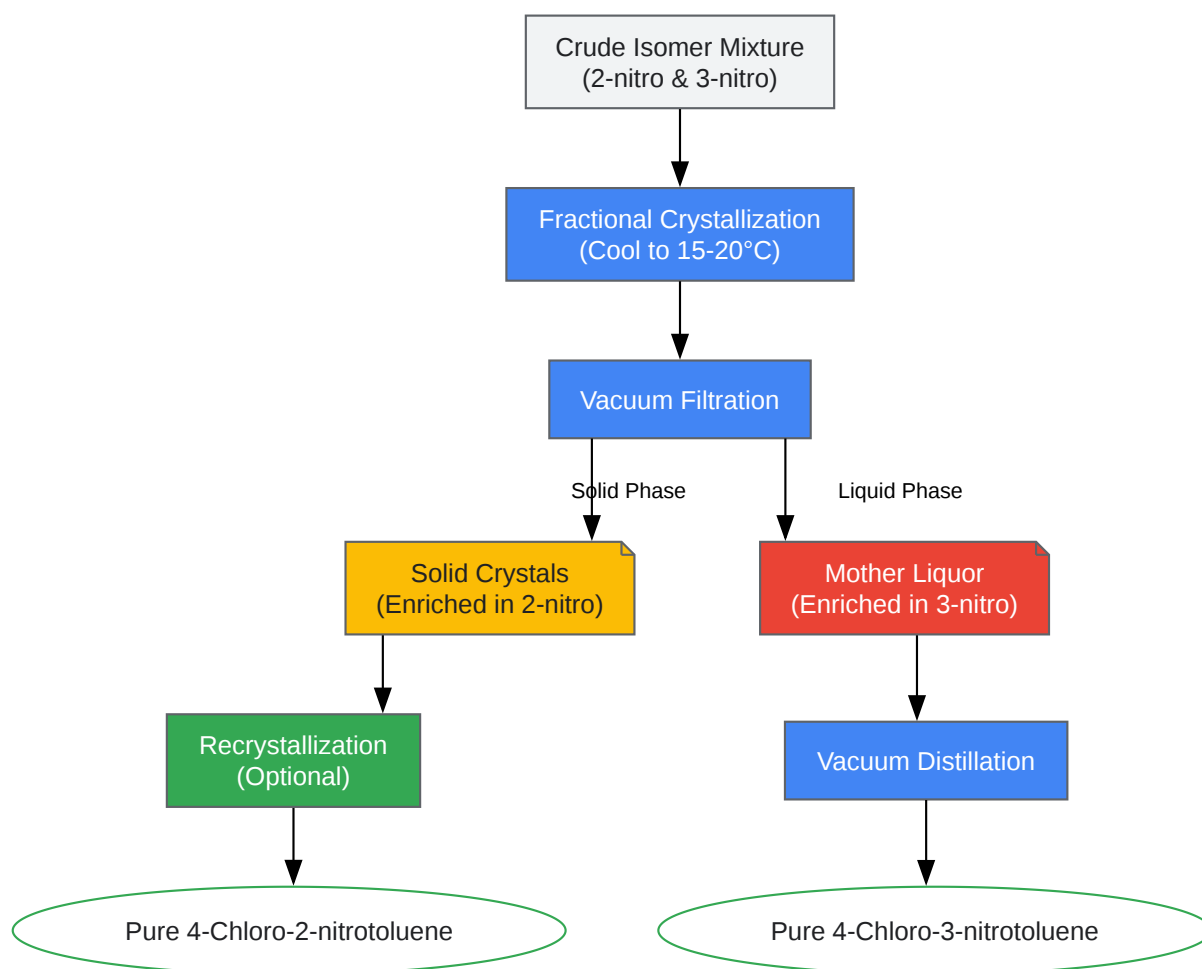 Crude Isomer Mixture
(2-nitro & 3-nitro)
Fractional Crystallization
(Cool to 15-20°C)
Vacuum Filtration
Solid Phase
Liquid Phase
Solid Crystals
(Enriched in 2-nitro)
Mother Liquor
(Enriched in 3-nitro)
Recrystallization
(Optional)
Vacuum Distillation
Pure 4-Chloro-2-nitrotoluene
Pure 4-Chloro-3-nitrotoluene